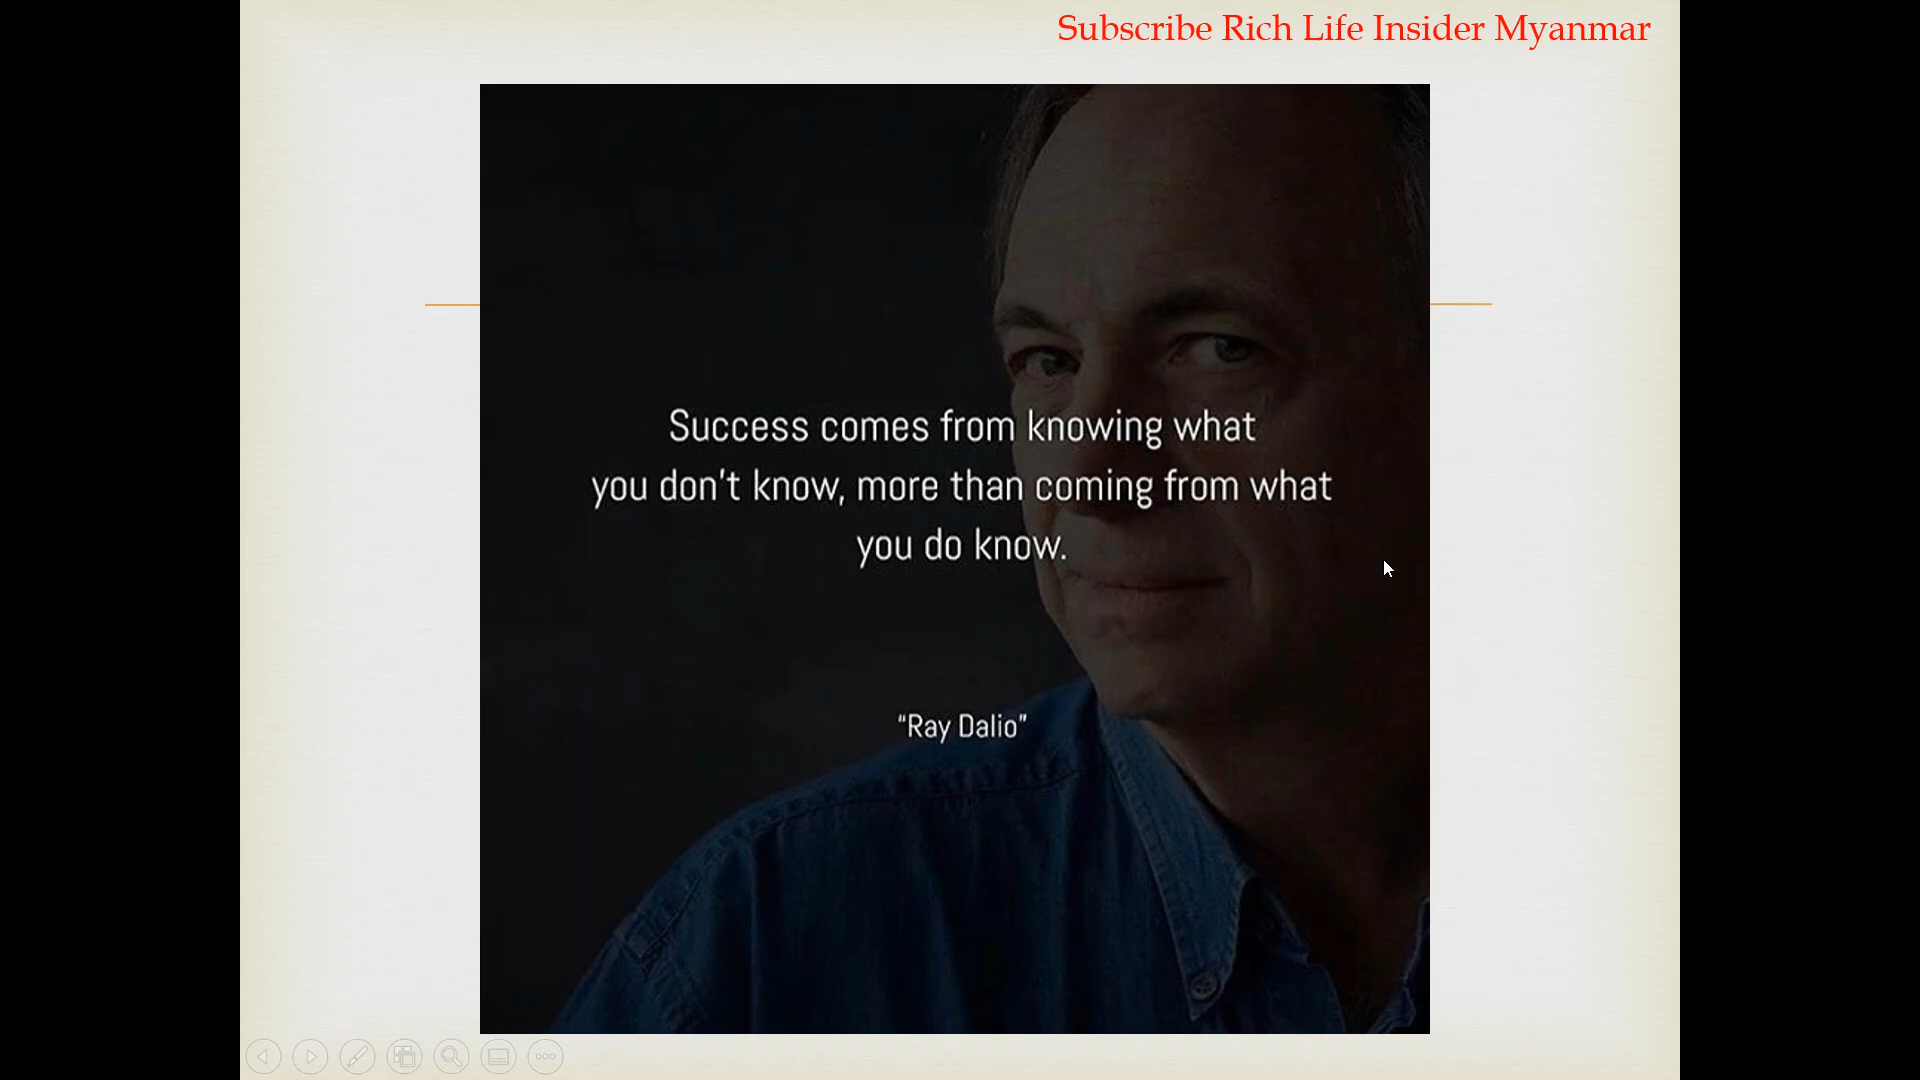 Subscribe Rich Life Insider Myanmar
Success comes from knowing what
you don't know, more than coming from what
you do know.
“Ray Dalio”